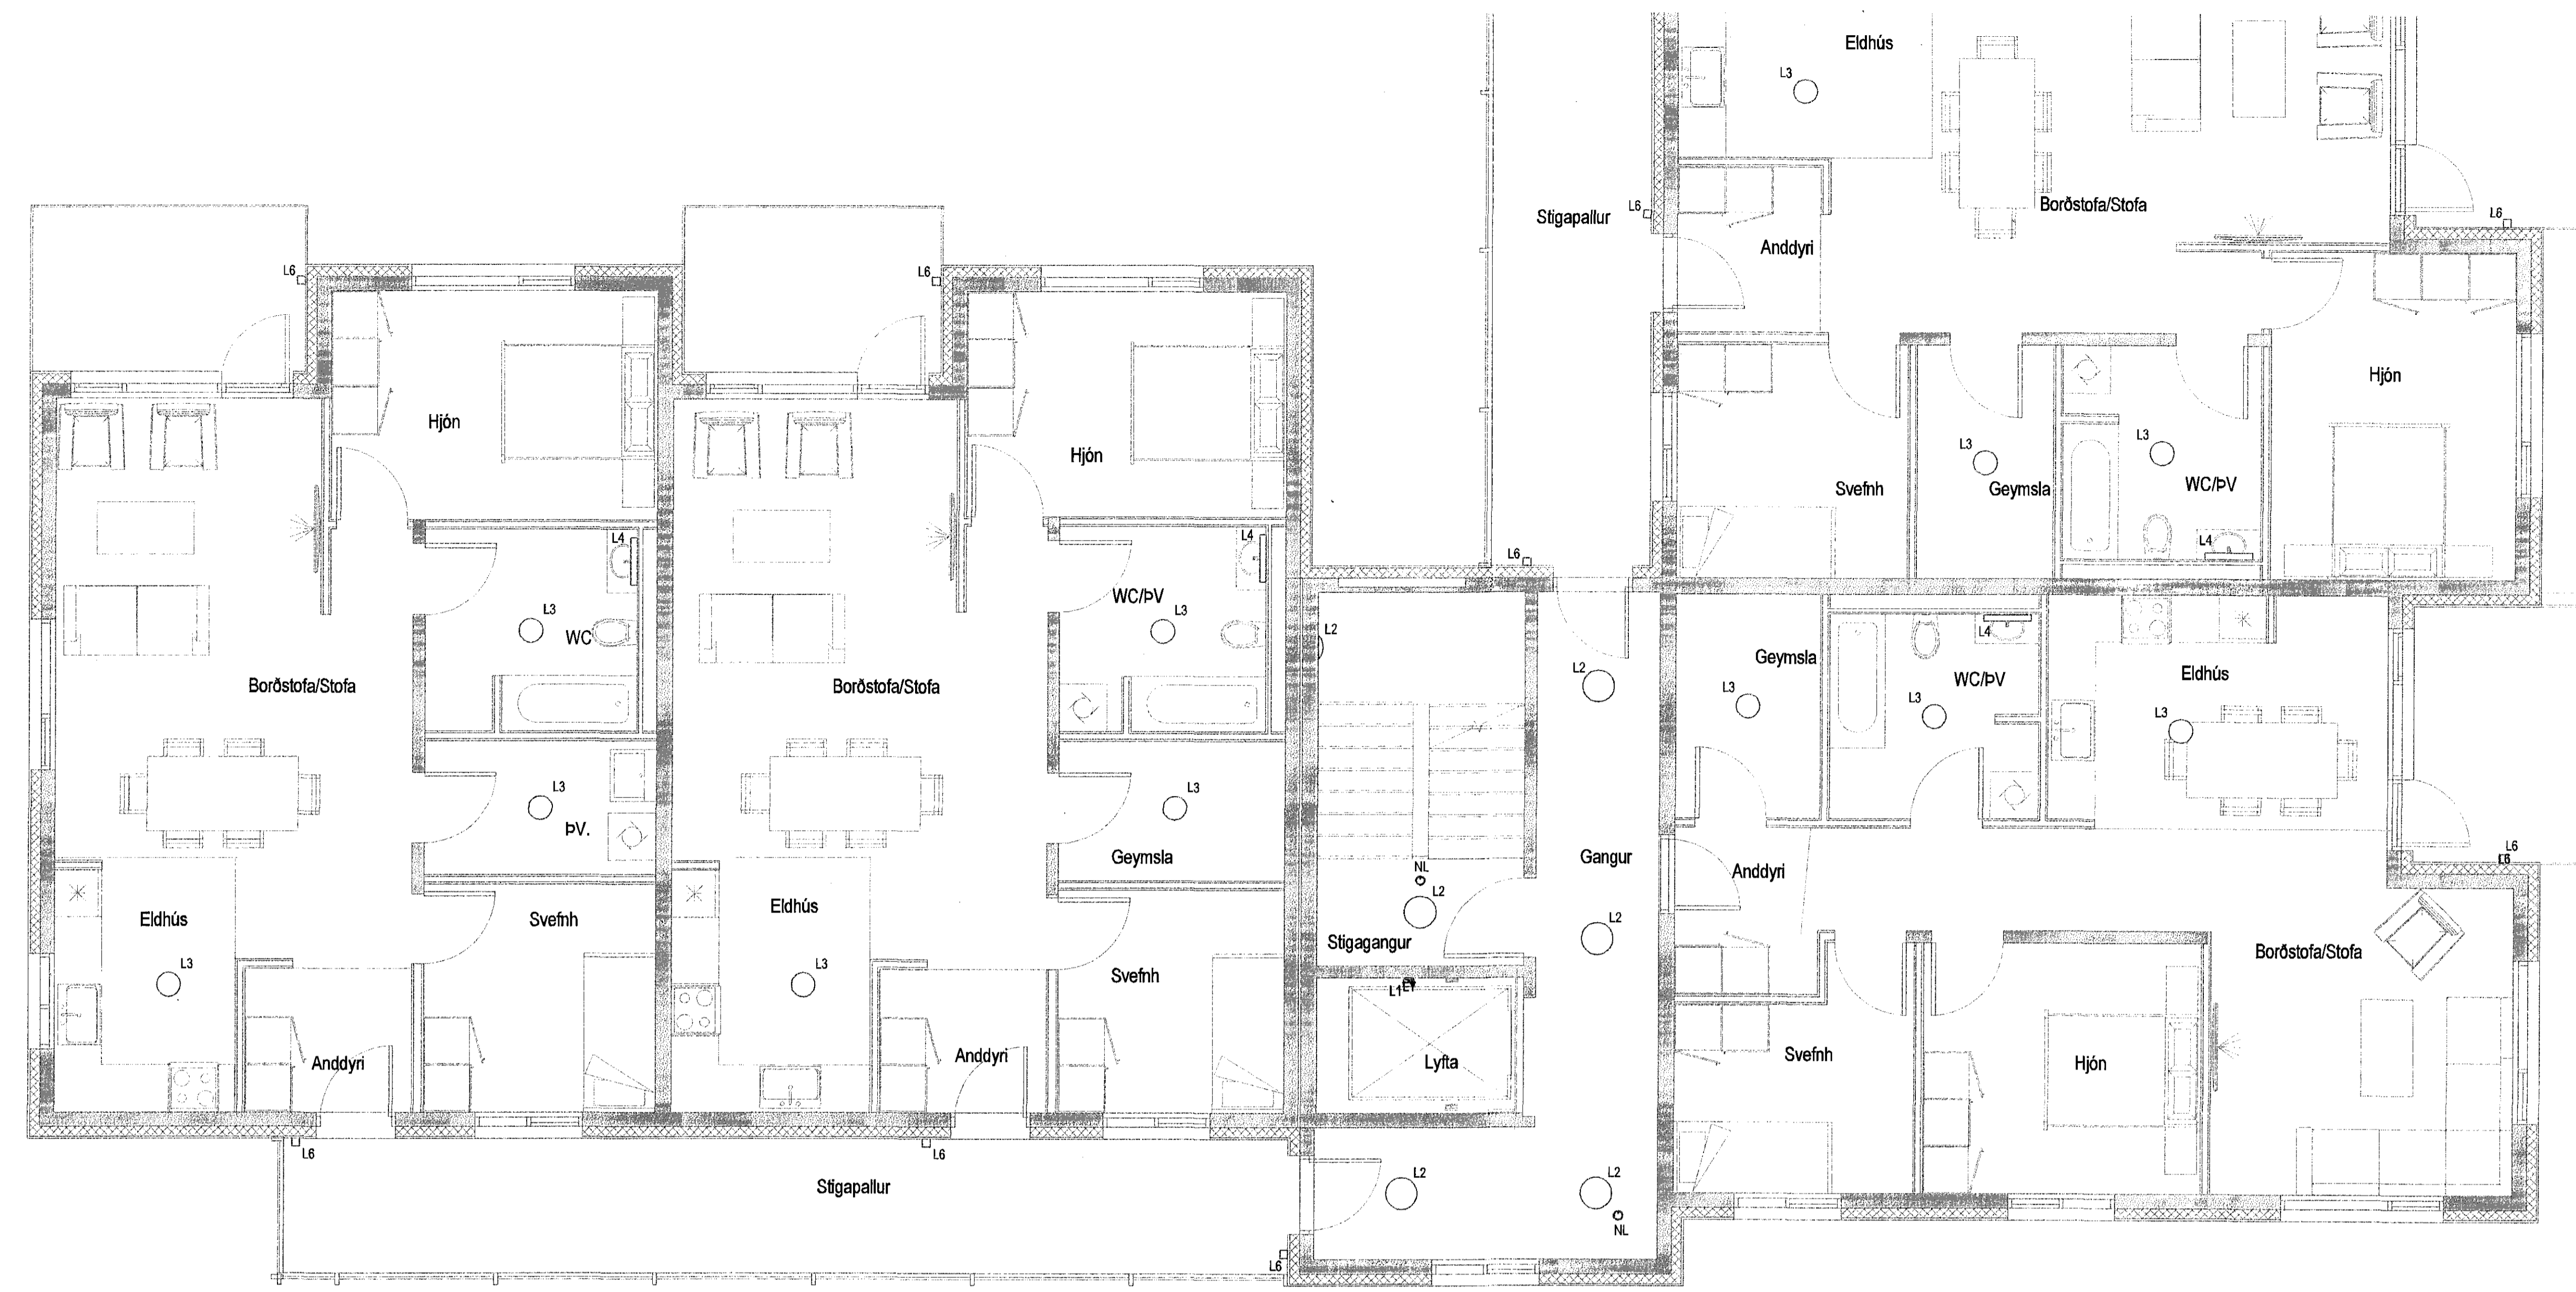 Eldhús
L3
Borðstofa/Stofa
Stigapallur
L6
L6
Anddyri
L6
L6
Hjón
Hjón
Hjón
Svefnh
L3
Geymsla
L3
WC/ÞV
L4
L4
L4
L6
L3
WC
WC/ÞV
L3
L2
L4
Geymsla
L3
WC/ÞV
L3
Eldhús
L3
L2
Borðstofa/Stofa
Borðstofa/Stofa
L3
ÞV.
L3
Geymsla
Gangur
NL
L2
Anddyri
L6
L6
Eldhús
L3
Svefnh
Eldhús
L3
Svefnh
Stigagangur
L2
L1
L1
Borðstofa/Stofa
Anddyri
Anddyri
Lyfta
Svefnh
Hjón
L6
L6
Stigapallur
L2
L2
NL
L6